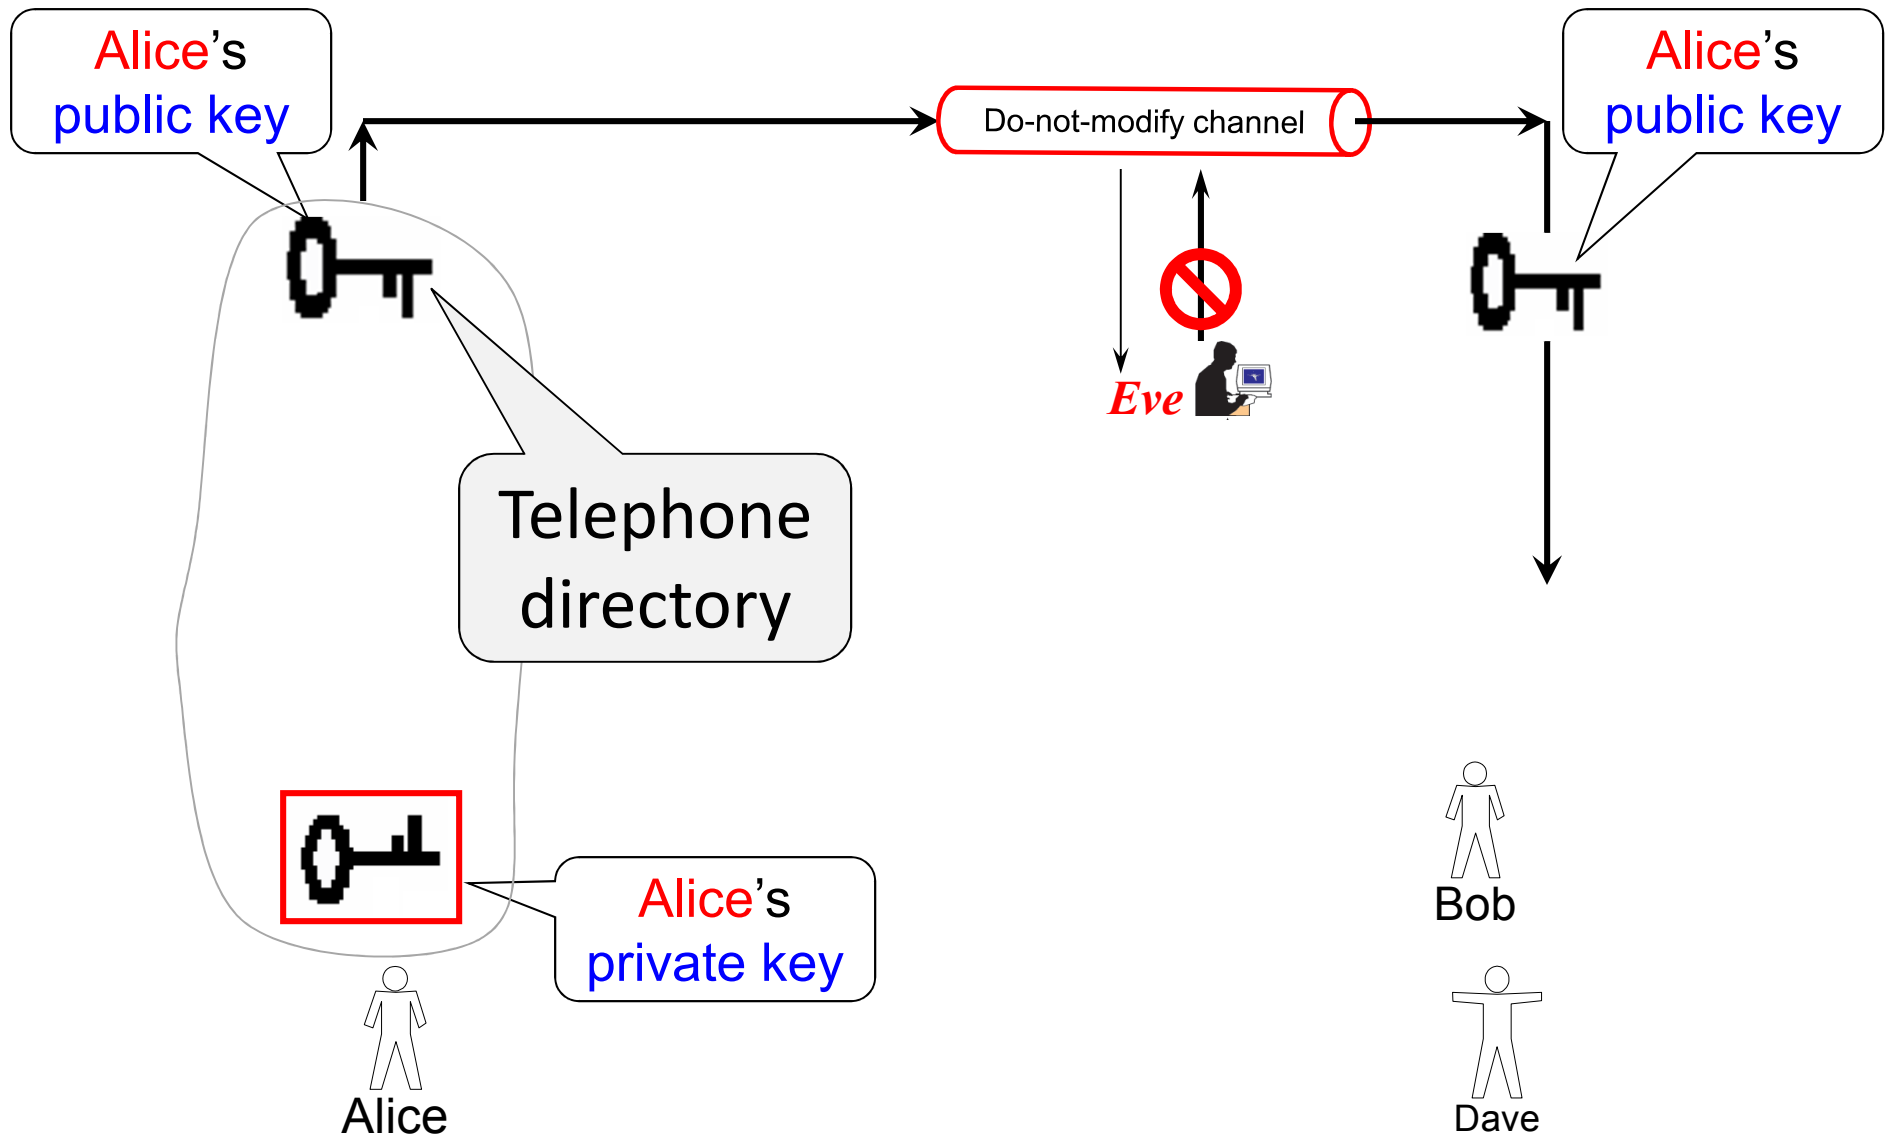 Alice's
public key
Do-not-modify channel
Alice's
public key
Eve
Telephone
directory
Alice's
private key
Bob
Alice
Dave